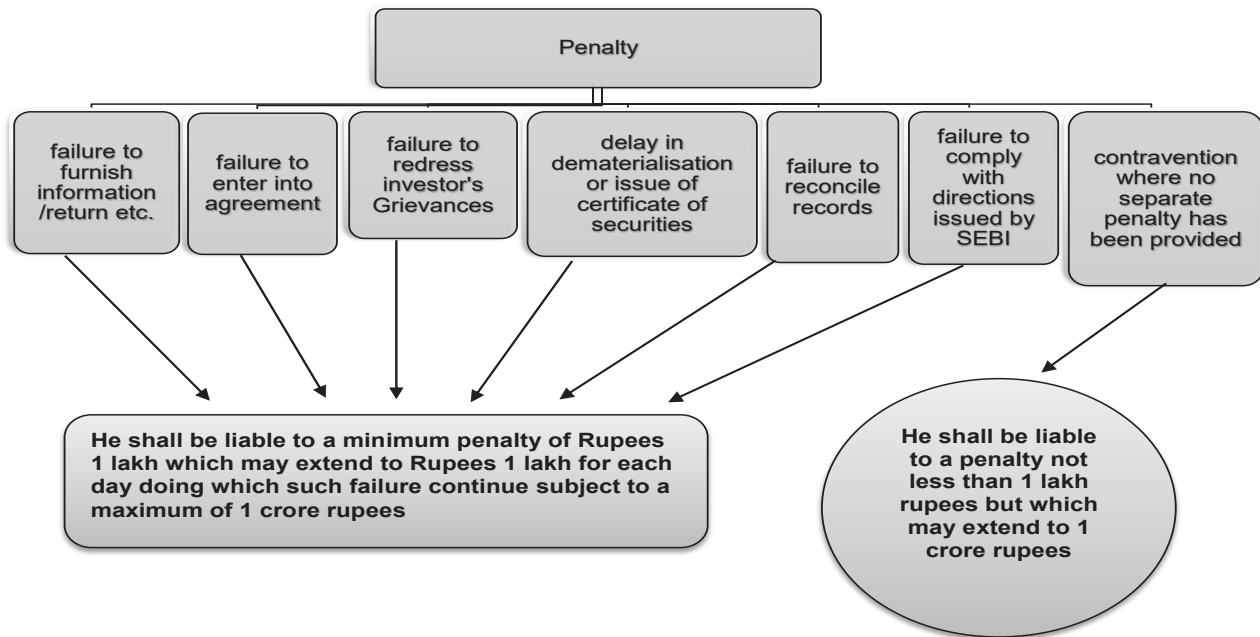 Penalty
failure to
furnish
information
/return etc.
failure to
enter into
agreement
failure to
redress
investor's
Grievances
delay in
dematerialisation
or issue of
certificate of
securities
failure to
reconcile
records
failure to
comply
with
directions
issued by
SEBI
contravention
where no
separate
penalty has
been provided
He shall be liable to a minimum penalty of Rupees
1 lakh which may extend to Rupees 1 lakh for each
day doing which such failure continue subject to a
maximum of 1 crore rupees
He shall be liable
to a penalty not
less than 1 lakh
rupees but which
may extend to 1
crore rupees